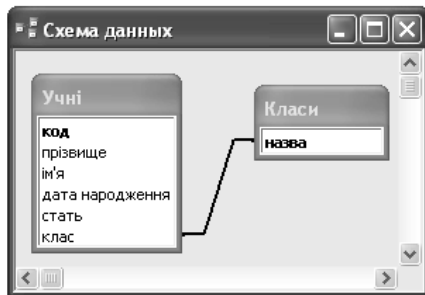 Схема данных
Учні
код
прізвище
ім'я
дата народження
стать
клас
Класи
назва